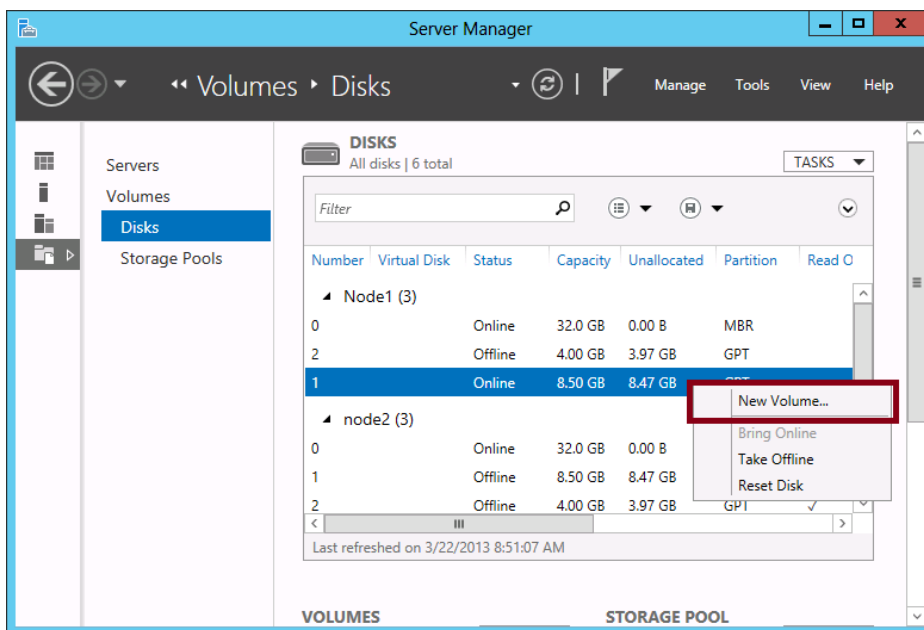 Server Manager
Volumes Disks Manage Tools View Help
Servers
Volumes
Disks
Storage Pools
DISKS
All disks | 6 total
TASKS
Filter
Number Virtual Disk Status Capacity Unallocated Partition Read O
Node1 (3)
0 Online 32.0 GB 0.00 B MBR
2 Offline 4.00 GB 3.97 GB GPT
1 Online 8.50 GB 8.47 GB GPT
New Volume...
Bring Online
Take Offline
Reset Disk
node2 (3)
0 Online 32.0 GB 0.00 B
1 Offline 8.50 GB 8.47 GB
2 Offline 4.00 GB 3.97 GB GPT ✓
Last refreshed on 3/22/2013 8:51:07 AM
VOLUMES
STORAGE POOL